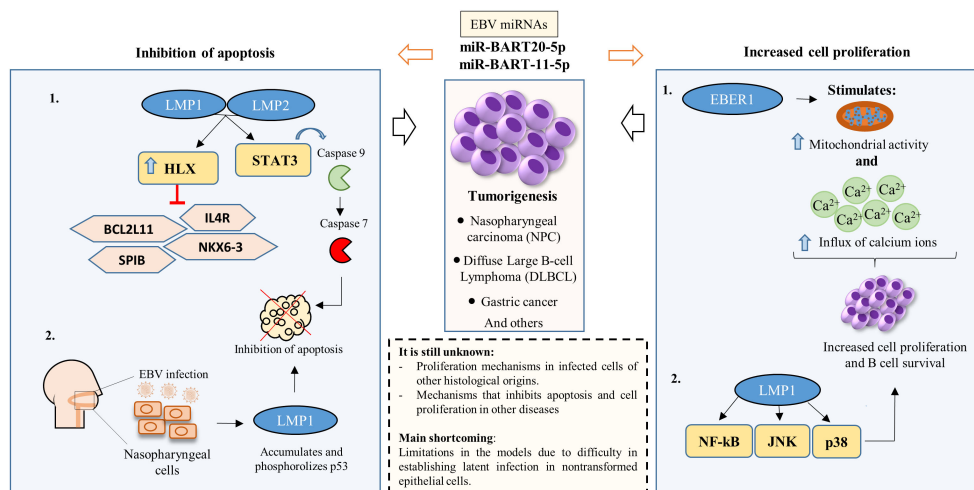 EBV miRNAs
miR-BART20-5p
miR-BART-11-5p
Inhibition of apoptosis
1.
LMP1
LMP2
HLX
STAT3
Caspase 9
Caspase 7
BCL2L11
IL4R
SPIB
NKX6-3
Inhibition of apoptosis
2.
EBV infection
Nasopharyngeal
cells
LMP1
Accumulates and
phosphorolizes p53
Tumorigenesis
● Nasopharyngeal
carcinoma (NPC)
● Diffuse Large B-cell
Lymphoma (DLBCL)
● Gastric cancer
And others
It is still unknown:
- Proliferation mechanisms in infected cells of
other histological origins.
- Mechanisms that inhibits apoptosis and cell
proliferation in other diseases
Main shortcoming:
Limitations in the models due to difficulty in
establishing latent infection in nontransformed
epithelial cells.
Increased cell proliferation
1.
EBER1
Stimulates:
Mitochondrial activity
and
Ca²⁺
Ca²⁺
Ca²⁺
Ca²⁺
Ca²⁺
Ca²⁺
Influx of calcium ions
Increased cell proliferation
and B cell survival
2.
LMP1
NF-kB
JNK
p38